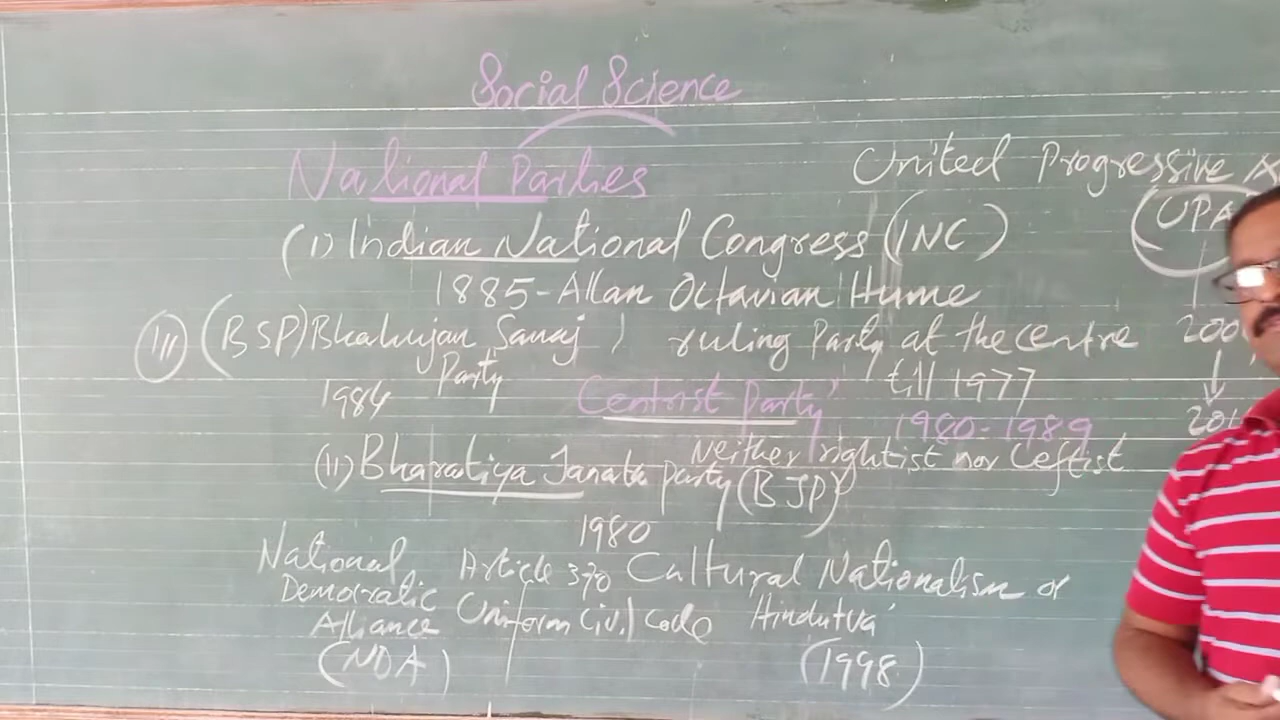 Social Science
National Parties
United Progressive
(UPA
(I) Indian National Congress (INC)
1885 - Allan Octavian Hume
(III) (BSP) Bhahujan Samaj
Party
1984
ruling Party at the centre
till 1977
200
201
Centrist Party'
1980-1989
Neither rightist nor Leftist
(II) Bharatiya Janata party (BJP)
1980
National
Democratic
Alliance
(NDA)
Article 370
Uniform Civil Code
Cultural Nationalism or
Hindutva'
(1998)